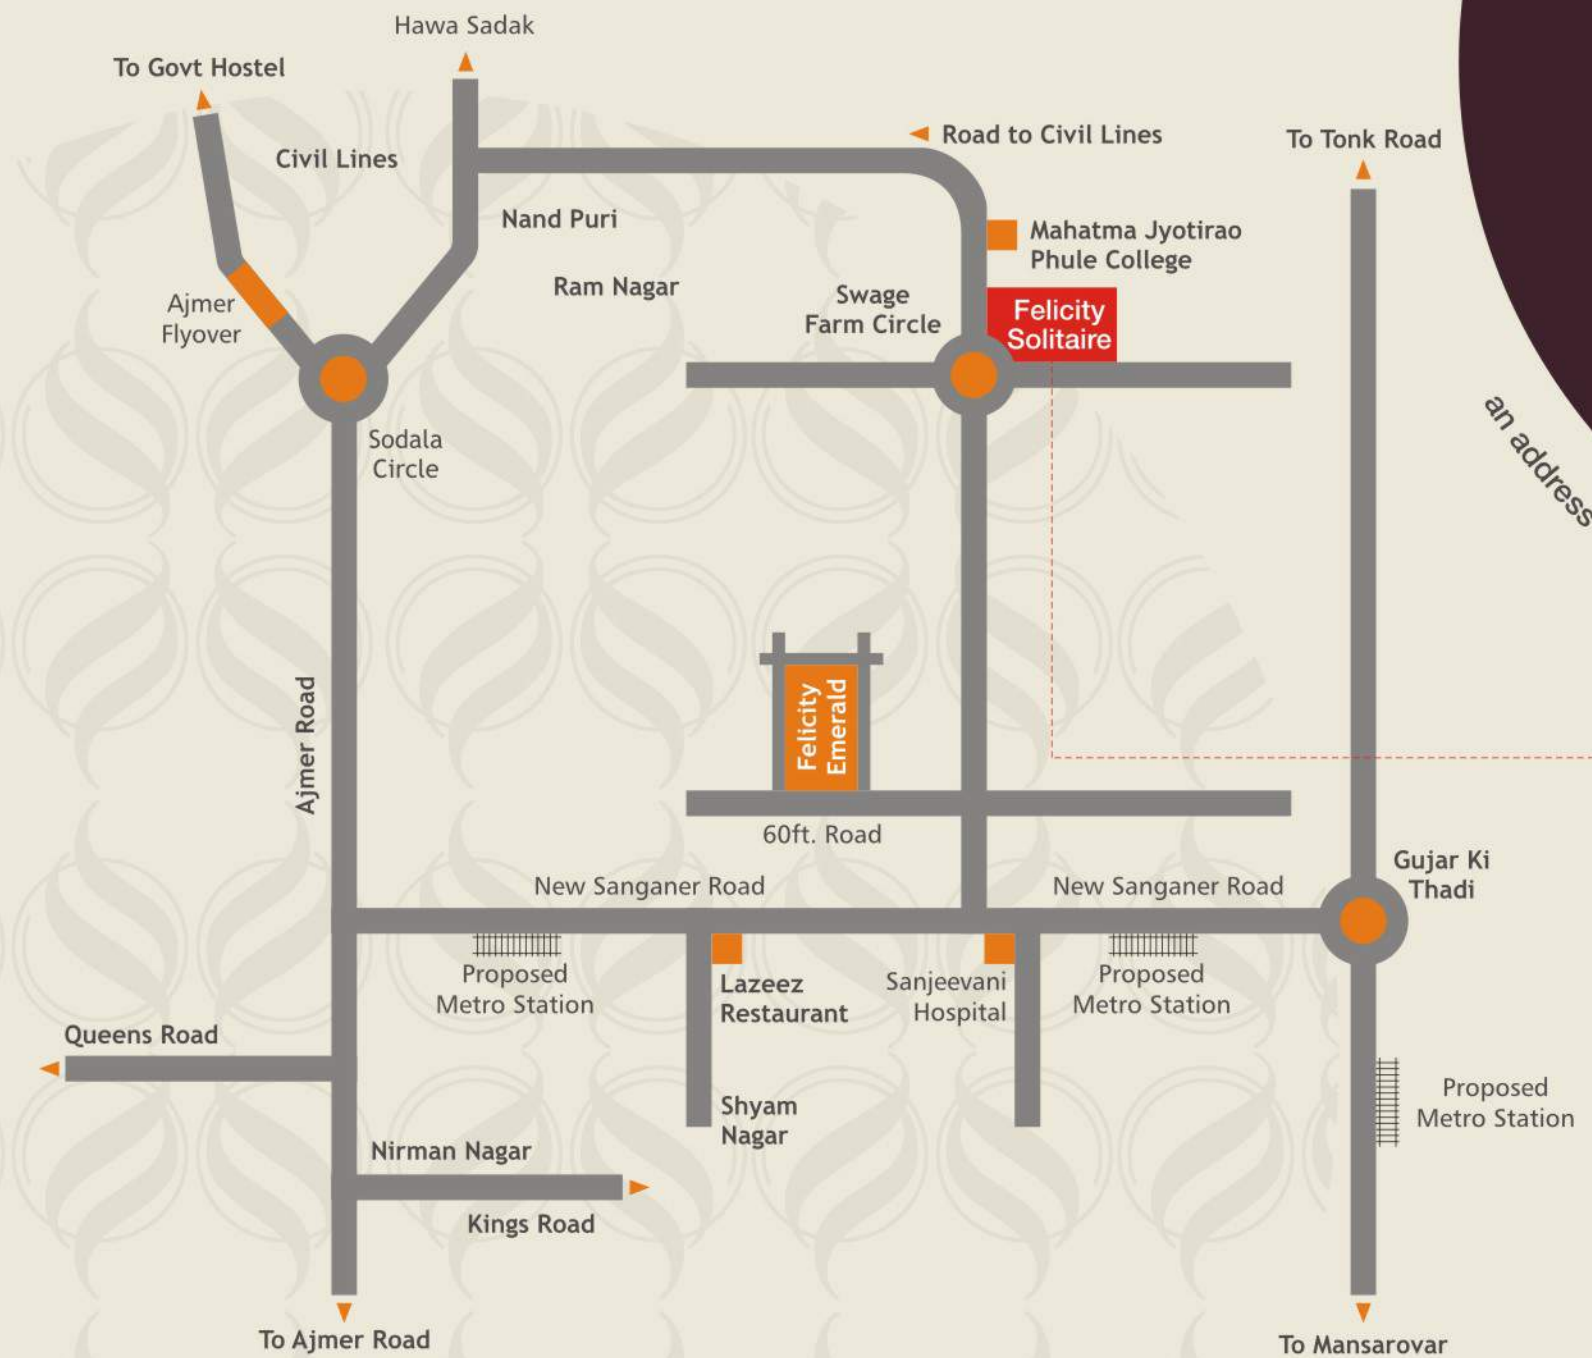 Hawa Sadak
To Govt Hostel
Civil Lines
Road to Civil Lines
To Tonk Road
Nand Puri
Mahatma Jyotirao
Phule College
Ram Nagar
Ajmer
Flyover
Swage
Farm Circle
Felicity
Solitaire
Sodala
Circle
an address
Ajmer Road
Felicity
Emerald
60ft. Road
New Sanganer Road
New Sanganer Road
Gujar Ki
Thadi
Proposed
Metro Station
Lazeez
Restaurant
Sanjeevani
Hospital
Proposed
Metro Station
Queens Road
Shyam
Nagar
Proposed
Metro Station
Nirman Nagar
Kings Road
To Ajmer Road
To Mansarovar